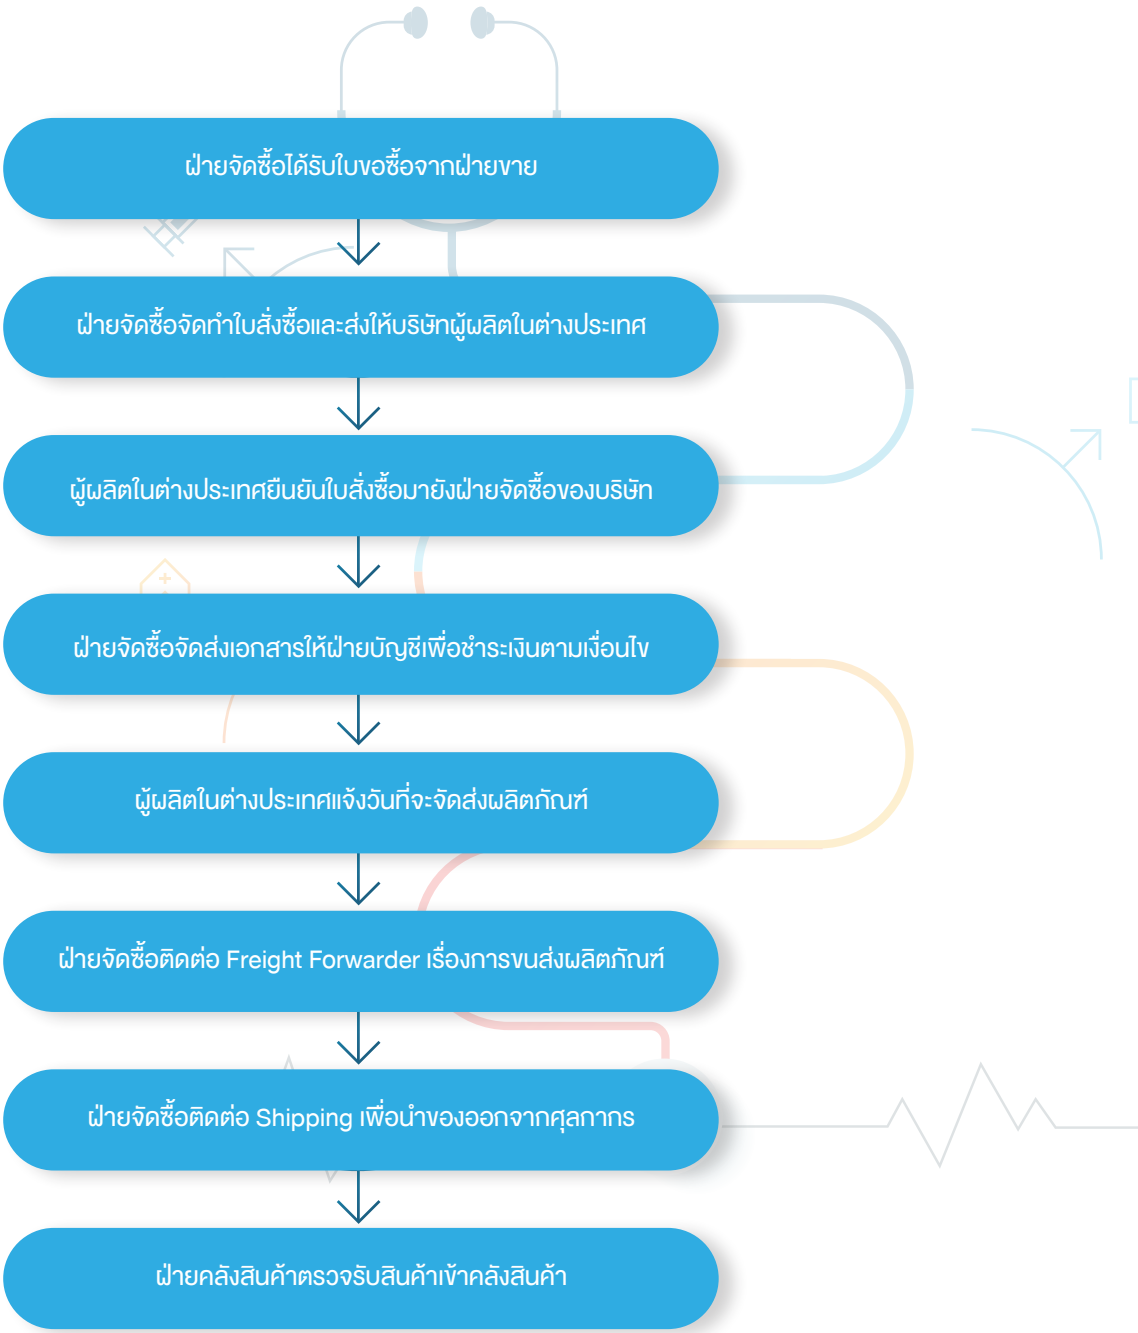 ฝ่ายจัดซื้อได้รับใบขอซื้อจากฝ่ายขาย
ฝ่ายจัดซื้อจัดทำใบสั่งซื้อและส่งให้บริษัทผู้ผลิตในต่างประเทศ
ผู้ผลิตในต่างประเทศยืนยันใบสั่งซื้อมายังฝ่ายจัดซื้อของบริษัท
ฝ่ายจัดซื้อจัดส่งเอกสารให้ฝ่ายบัญชีเพื่อชำระเงินตามเงื่อนไข
ผู้ผลิตในต่างประเทศแจ้งวันที่จะจัดส่งผลิตภัณฑ์
ฝ่ายจัดซื้อติดต่อ Freight Forwarder เรื่องการขนส่งผลิตภัณฑ์
ฝ่ายจัดซื้อติดต่อ Shipping เพื่อนำของออกจากศุลกากร
ฝ่ายคลังสินค้าตรวจรับสินค้าเข้าคลังสินค้า